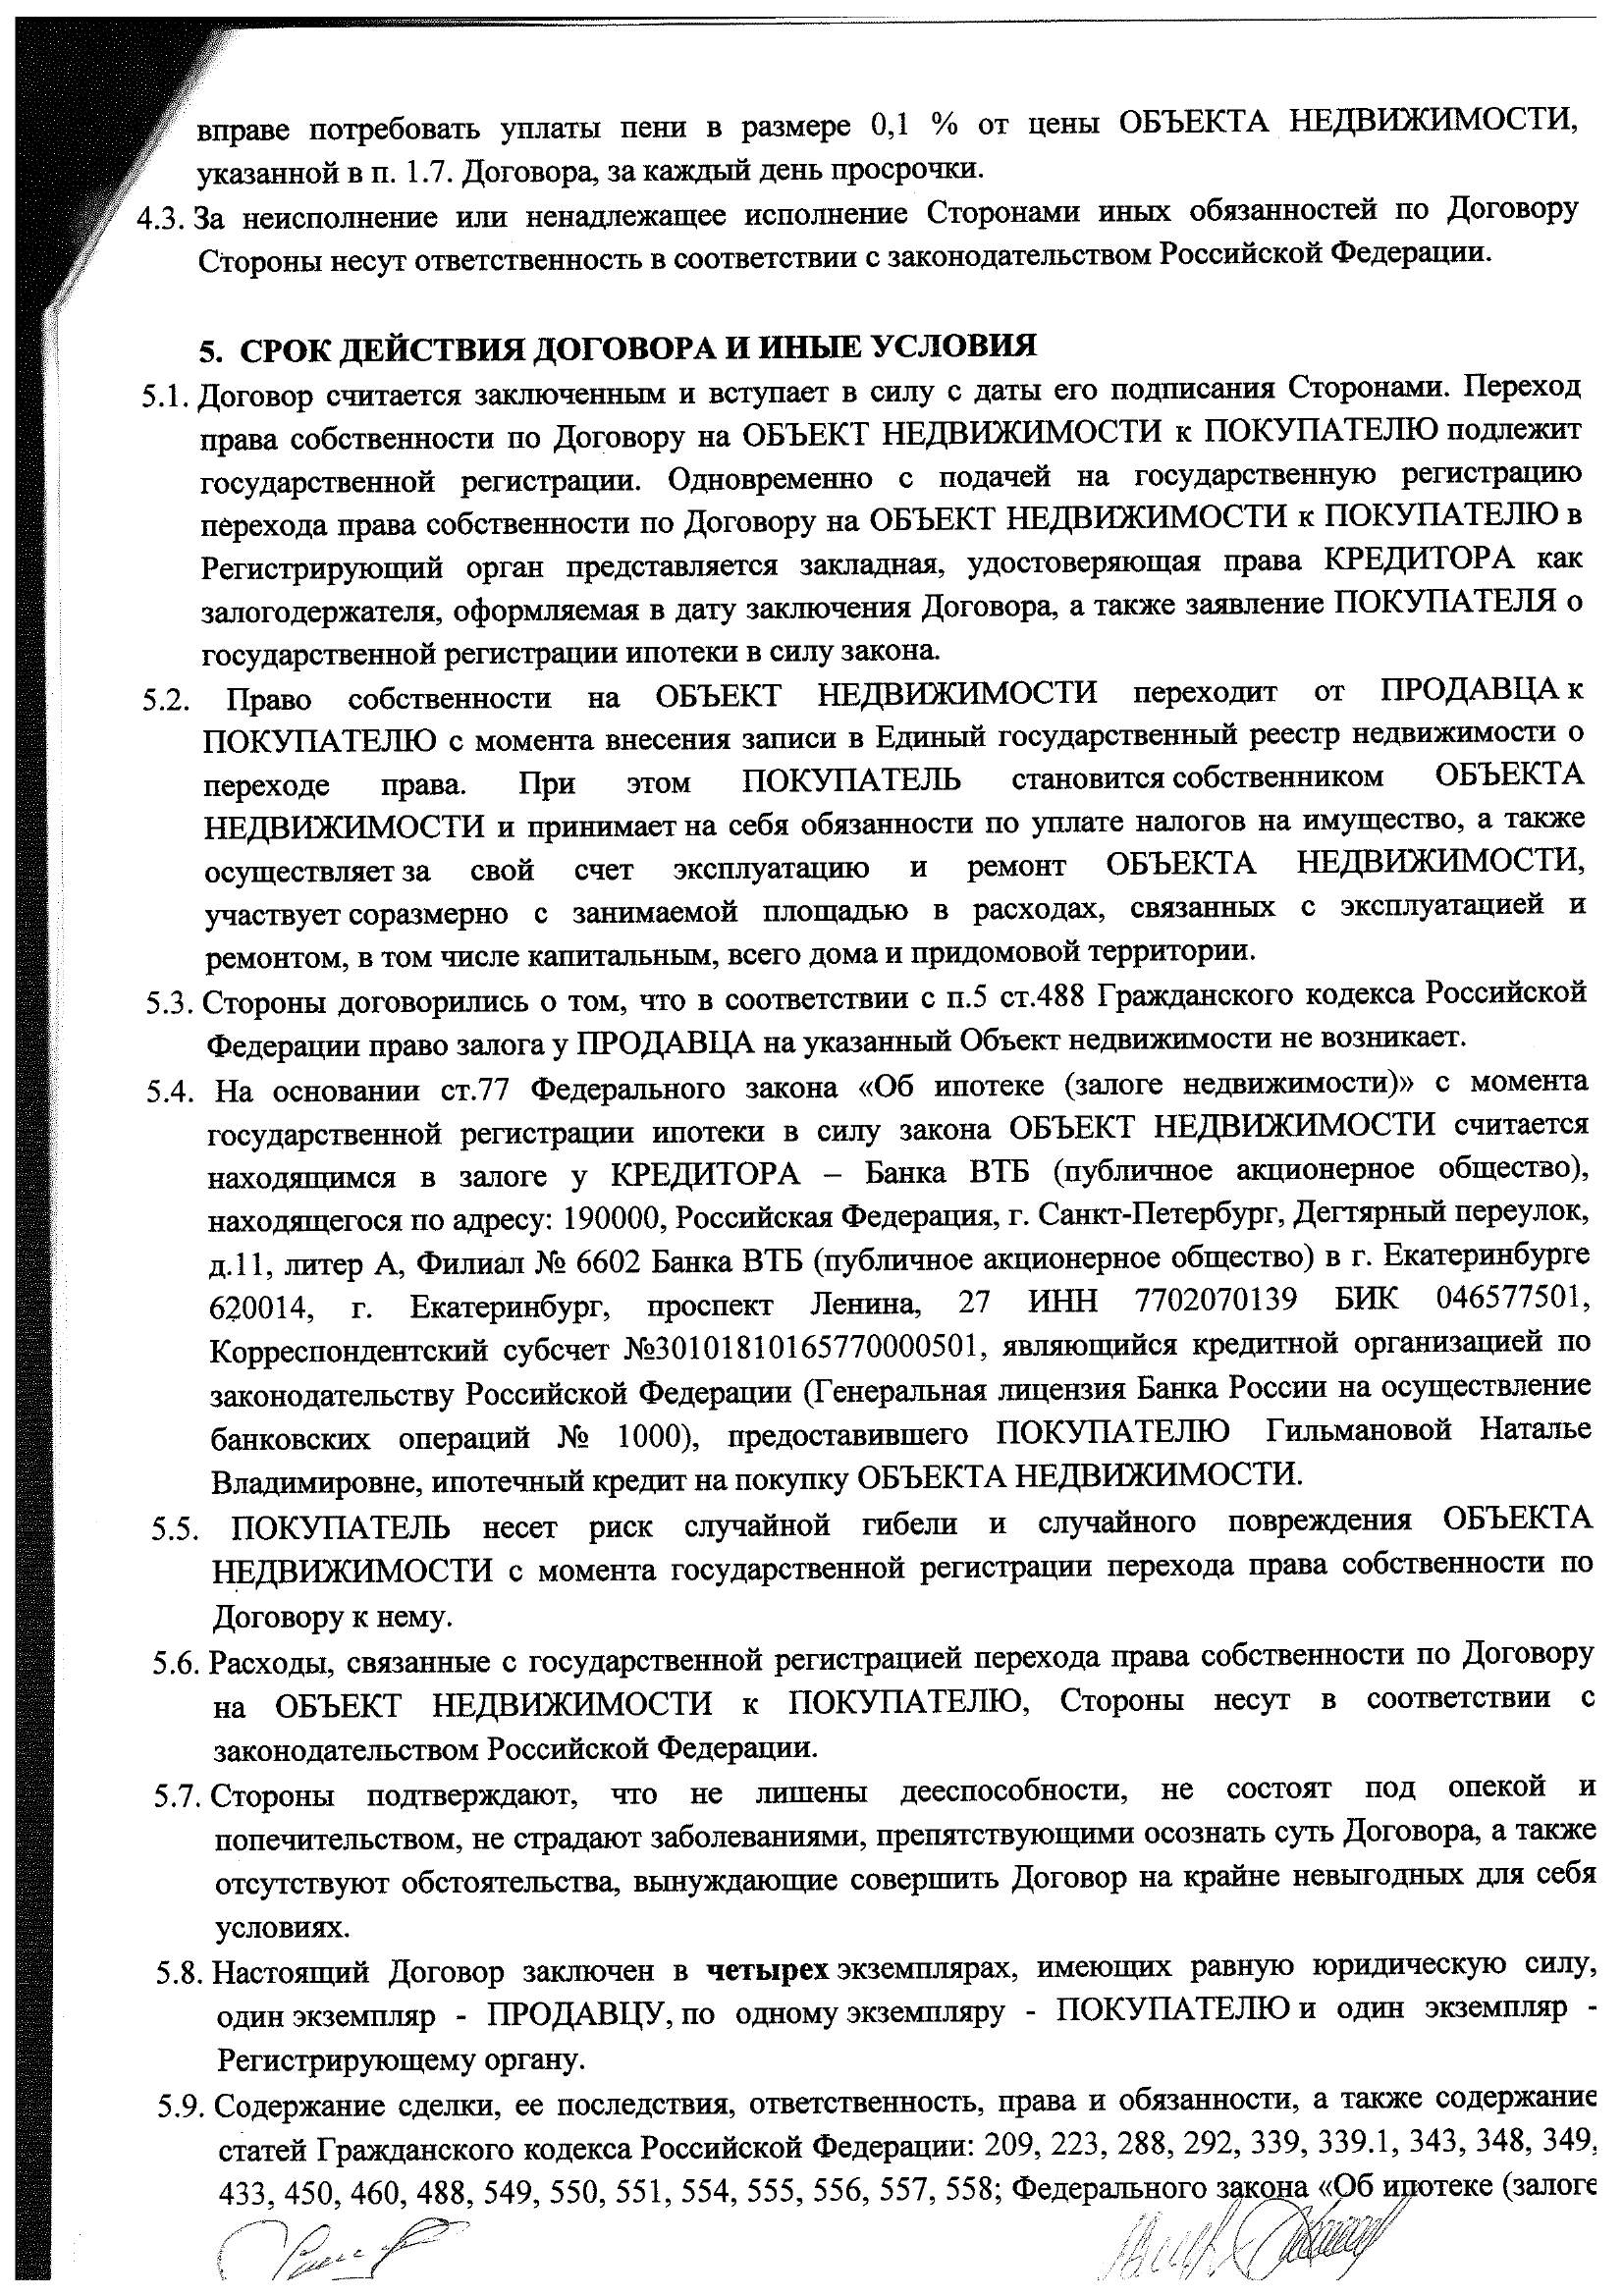 вправе потребовать уплаты пени в размере 0,1 % от цены ОБЪЕКТА НЕДВИЖИМОСТИ,
указанной в п. 1.7. Договора, за каждый день просрочки.
4.3. За неисполнение или ненадлежащее исполнение Сторонами иных обязанностей по Договору
Стороны несут ответственность в соответствии с законодательством Российской Федерации.
5. СРОК ДЕЙСТВИЯ ДОГОВОРА И ИНЫЕ УСЛОВИЯ
5.1. Договор считается заключенным и вступает в силу с даты его подписания Сторонами. Переход
права собственности по Договору на ОБЪЕКТ НЕДВИЖИМОСТИ к ПОКУПАТЕЛЮ подлежит
государственной регистрации. Одновременно с подачей на государственную регистрацию
перехода права собственности по Договору на ОБЪЕКТ НЕДВИЖИМОСТИ к ПОКУПАТЕЛЮ в
Регистрирующий орган представляется закладная, удостоверяющая права КРЕДИТОРА как
залогодержателя, оформляемая в дату заключения Договора, а также заявление ПОКУПАТЕЛЯ о
государственной регистрации ипотеки в силу закона.
5.2. Право собственности на ОБЪЕКТ НЕДВИЖИМОСТИ переходит от ПРОДАВЦА к
ПОКУПАТЕЛЮ с момента внесения записи в Единый государственный реестр недвижимости о
переходе права. При этом ПОКУПАТЕЛЬ становится собственником ОБЪЕКТА
НЕДВИЖИМОСТИ и принимает на себя обязанности по уплате налогов на имущество, а также
осуществляет за свой счет эксплуатацию и ремонт ОБЪЕКТА НЕДВИЖИМОСТИ,
участвует соразмерно с занимаемой площадью в расходах, связанных с эксплуатацией и
ремонтом, в том числе капитальным, всего дома и придомовой территории.
5.3. Стороны договорились о том, что в соответствии с п.5 ст.488 Гражданского кодекса Российской
Федерации право залога у ПРОДАВЦА на указанный Объект недвижимости не возникает.
5.4. На основании ст.77 Федерального закона «Об ипотеке (залоге недвижимости)» с момента
государственной регистрации ипотеки в силу закона ОБЪЕКТ НЕДВИЖИМОСТИ считается
находящимся в залоге у КРЕДИТОРА – Банка ВТБ (публичное акционерное общество),
находящегося по адресу: 190000, Российская Федерация, г. Санкт-Петербург, Дегтярный переулок,
д.11, литер А, Филиал № 6602 Банка ВТБ (публичное акционерное общество) в г. Екатеринбурге
620014, г. Екатеринбург, проспект Ленина, 27 ИНН 7702070139 БИК 046577501,
Корреспондентский субсчет №30101810165770000501, являющийся кредитной организацией по
законодательству Российской Федерации (Генеральная лицензия Банка России на осуществление
банковских операций № 1000), предоставившего ПОКУПАТЕЛЮ Гильмановой Наталье
Владимировне, ипотечный кредит на покупку ОБЪЕКТА НЕДВИЖИМОСТИ.
5.5. ПОКУПАТЕЛЬ несет риск случайной гибели и случайного повреждения ОБЪЕКТА
НЕДВИЖИМОСТИ с момента государственной регистрации перехода права собственности по
Договору к нему.
5.6. Расходы, связанные с государственной регистрацией перехода права собственности по Договору
на ОБЪЕКТ НЕДВИЖИМОСТИ к ПОКУПАТЕЛЮ, Стороны несут в соответствии с
законодательством Российской Федерации.
5.7. Стороны подтверждают, что не лишены дееспособности, не состоят под опекой и
попечительством, не страдают заболеваниями, препятствующими осознать суть Договора, а также
отсутствуют обстоятельства, вынуждающие совершить Договор на крайне невыгодных для себя
условиях.
5.8. Настоящий Договор заключен в четырех экземплярах, имеющих равную юридическую силу,
один экземпляр - ПРОДАВЦУ, по одному экземпляру - ПОКУПАТЕЛЮ и один экземпляр -
Регистрирующему органу.
5.9. Содержание сделки, ее последствия, ответственность, права и обязанности, а также содержание
статей Гражданского кодекса Российской Федерации: 209, 223, 288, 292, 339, 339.1, 343, 348, 349,
433, 450, 460, 488, 549, 550, 551, 554, 555, 556, 557, 558; Федерального закона «Об ипотеке (залоге